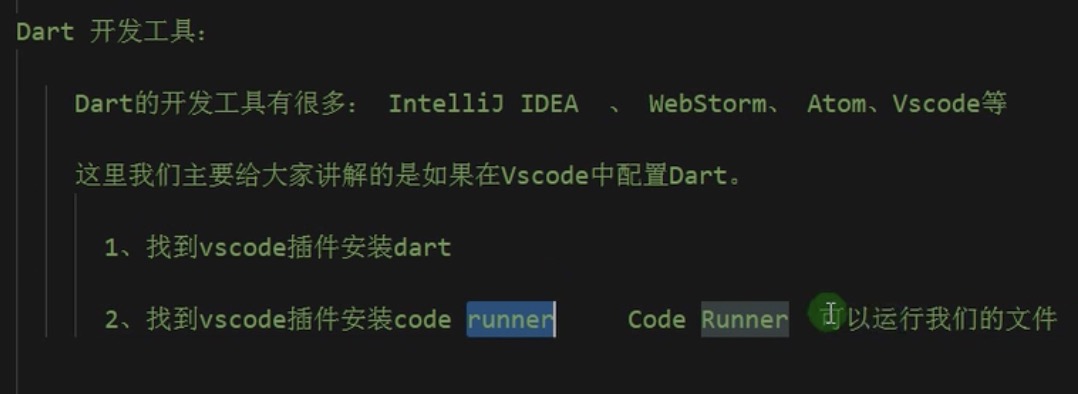 Dart 开发工具:
Dart的开发工具有很多： IntelliJ IDEA 、 WebStorm、 Atom、Vscode等
这里我们主要给大家讲解的是如果在Vscode中配置Dart。
1、找到vscode插件安装dart
2、找到vscode插件安装code runner Code Runner 可以运行我们的文件